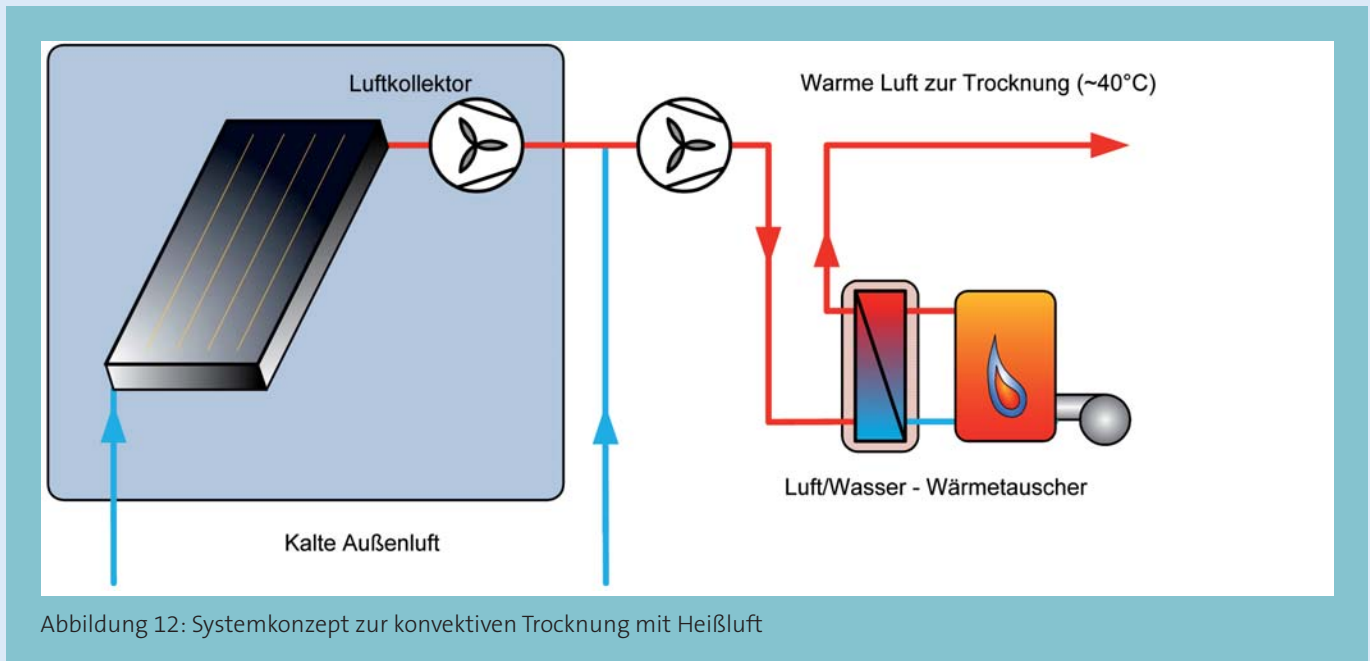 Luftkollektor
Warme Luft zur Trocknung (~40°C)
Luft/Wasser - Wärmetauscher
Kalte Außenluft
Abbildung 12: Systemkonzept zur konvektiven Trocknung mit Heißluft